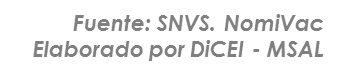 Fuente: SNVS. NomiVac
Elaborado por DiCEI - MSAL